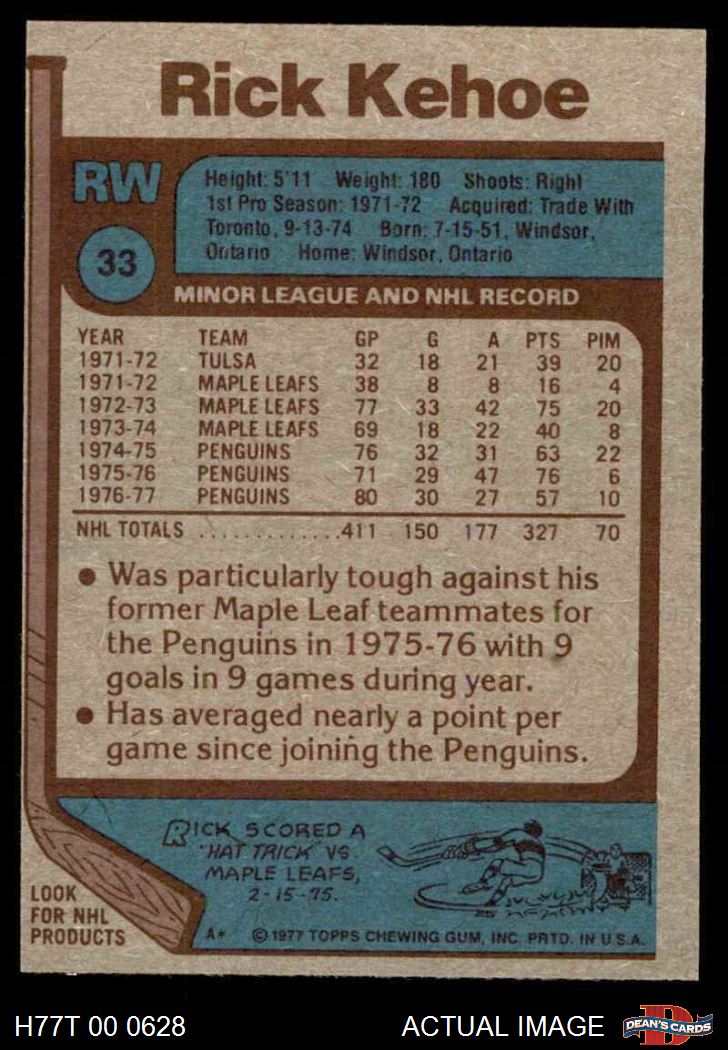 Rick Kehoe
RW
33
Height: 5'11 Weight: 180 Shoots: Right
1st Pro Season: 1971-72 Acquired: Trade With
Toronto, 9-13-74 Born: 7-15-51, Windsor,
Ontario Home: Windsor, Ontario
MINOR LEAGUE AND NHL RECORD
YEAR TEAM GP G A PTS PIM
1971-72 TULSA 32 18 21 39 20
1971-72 MAPLE LEAFS 38 8 8 16 4
1972-73 MAPLE LEAFS 77 33 42 75 20
1973-74 MAPLE LEAFS 69 18 22 40 8
1974-75 PENGUINS 76 32 31 63 22
1975-76 PENGUINS 71 29 47 76 6
1976-77 PENGUINS 80 30 27 57 10
NHL TOTALS .............411 150 177 327 70
• Was particularly tough against his
former Maple Leaf teammates for
the Penguins in 1975-76 with 9
goals in 9 games during year.
• Has averaged nearly a point per
game since joining the Penguins.
RICK SCORED A
"HAT TRICK" VS.
MAPLE LEAFS,
2-15-75.
LOOK
FOR NHL
PRODUCTS
A* © 1977 TOPPS CHEWING GUM, INC. PRTD. IN U.S.A.
H77T 00 0628 ACTUAL IMAGE
D
DEAN'S CARDS